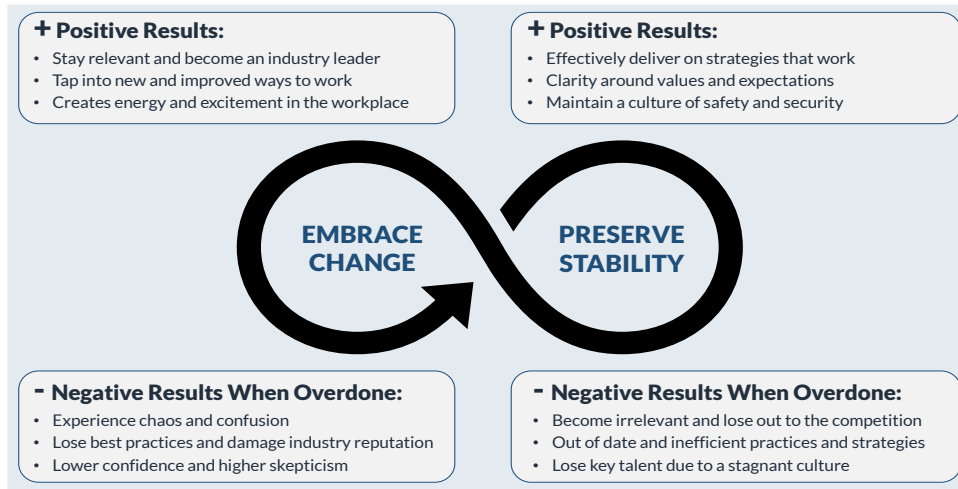 + Positive Results:
• Stay relevant and become an industry leader
• Tap into new and improved ways to work
• Creates energy and excitement in the workplace
+ Positive Results:
• Effectively deliver on strategies that work
• Clarity around values and expectations
• Maintain a culture of safety and security
EMBRACE
CHANGE
PRESERVE
STABILITY
- Negative Results When Overdone:
• Experience chaos and confusion
• Lose best practices and damage industry reputation
• Lower confidence and higher skepticism
- Negative Results When Overdone:
• Become irrelevant and lose out to the competition
• Out of date and inefficient practices and strategies
• Lose key talent due to a stagnant culture